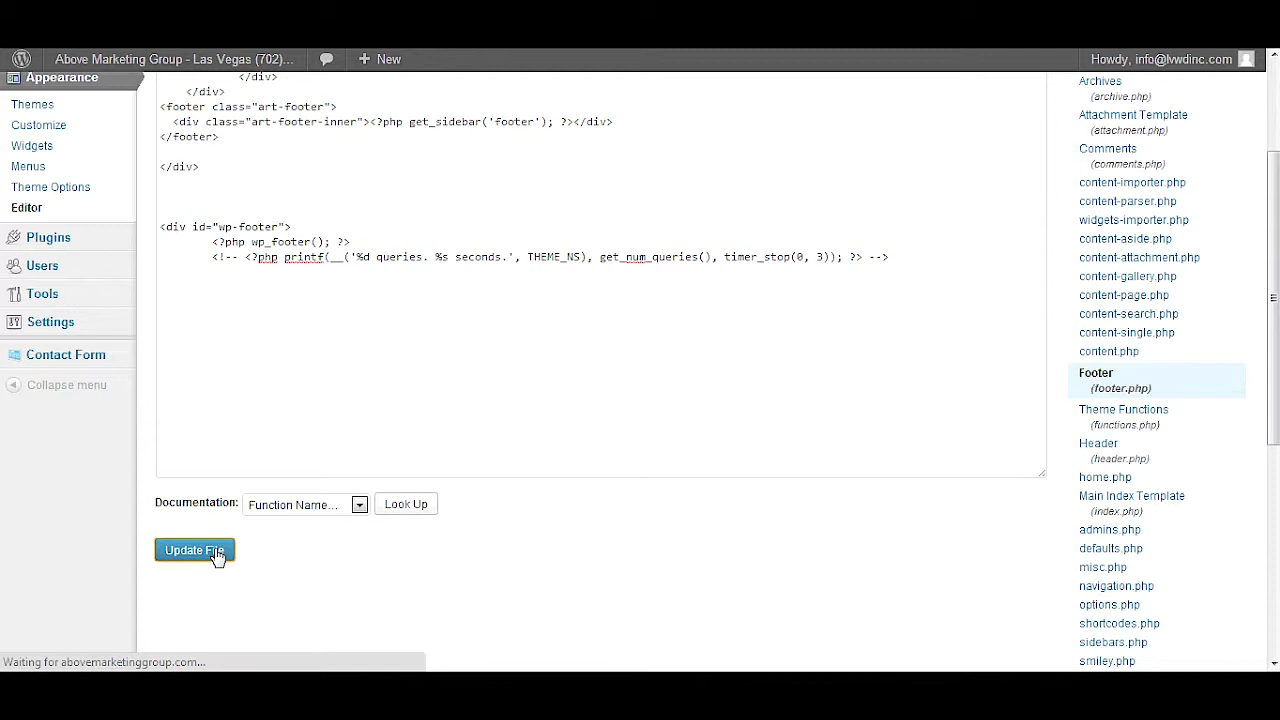 Above Marketing Group - Las Vegas (702)...
New
Howdy, info@lvwdinc.com
Appearance
Themes
Customize
Widgets
Menus
Theme Options
Editor
Plugins
Users
Tools
Settings
Contact Form
Collapse menu
</div>
</div>
<footer class="art-footer">
<div class="art-footer-inner"><?php get_sidebar('footer'); ?></div>
</footer>
</div>
<div id="wp-footer">
<?php wp_footer(); ?>
<!-- <?php printf(__('%d queries. %s seconds.', THEME_NS), get_num_queries(), timer_stop(0, 3)); ?> -->
Documentation:
Function Name...
Look Up
Update File
Archives
(archive.php)
Attachment Template
(attachment.php)
Comments
(comments.php)
content-importer.php
content-parser.php
widgets-importer.php
content-aside.php
content-attachment.php
content-gallery.php
content-page.php
content-search.php
content-single.php
content.php
Footer
(footer.php)
Theme Functions
(functions.php)
Header
(header.php)
home.php
Main Index Template
(index.php)
admins.php
defaults.php
misc.php
navigation.php
options.php
shortcodes.php
sidebars.php
smiley.php
Waiting for abovemarketinggroup.com...